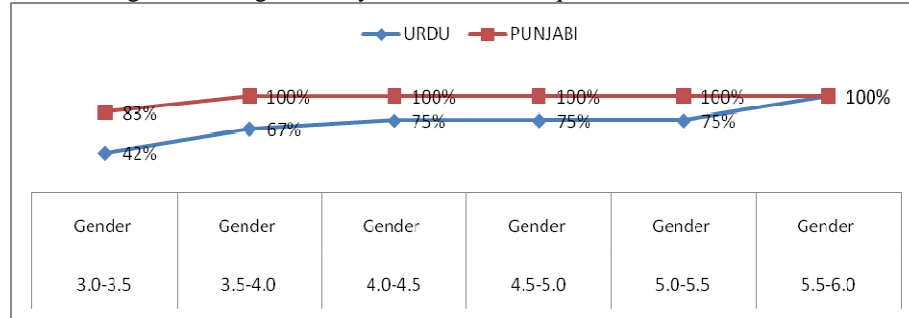 URDU PUNJABI
83% 100% 100% 100% 100% 100%
42% 67% 75% 75% 75%
Gender Gender Gender Gender Gender Gender
3.0-3.5 3.5-4.0 4.0-4.5 4.5-5.0 5.0-5.5 5.5-6.0